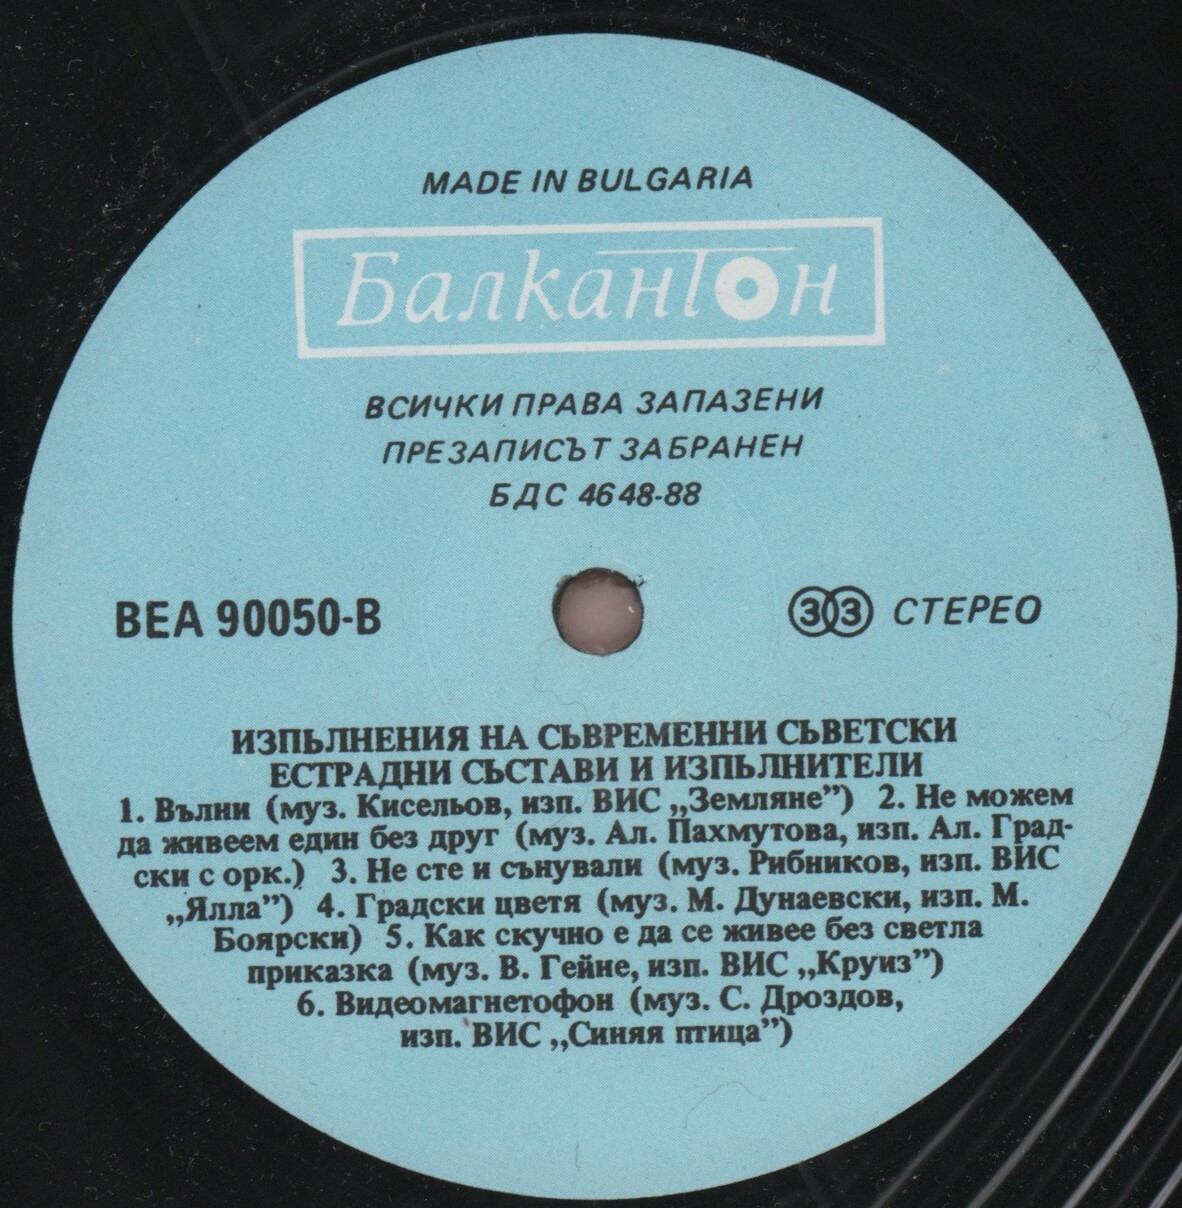 MADE IN BULGARIA
Балкантон
ВСИЧКИ ПРАВА ЗАПАЗЕНИ
ПРЕЗАПИСЪТ ЗАБРАНЕН
БДС 4648-88
ВЕА 90050-В
33 СТЕРЕО
ИЗПЪЛНЕНИЯ НА СЪВРЕМЕННИ СЪВЕТСКИ
ЕСТРАДНИ СЪСТАВИ И ИЗПЪЛНИТЕЛИ
1. Вълни (муз. Кисельов, изп. ВИС „Земляне”) 2. Не можем
да живеем един без друг (муз. Ал. Пахмутова, изп. Ал. Град-
ски с орк.) 3. Не сте и сънували (муз. Рибников, изп. ВИС
„Ялла”) 4. Градски цветя (муз. М. Дунаевски, изп. М.
Боярски) 5. Как скучно е да се живее без светла
приказка (муз. В. Гейне, изп. ВИС „Круиз”)
6. Видеомагнетофон (муз. С. Дроздов,
изп. ВИС „Синяя птица”)